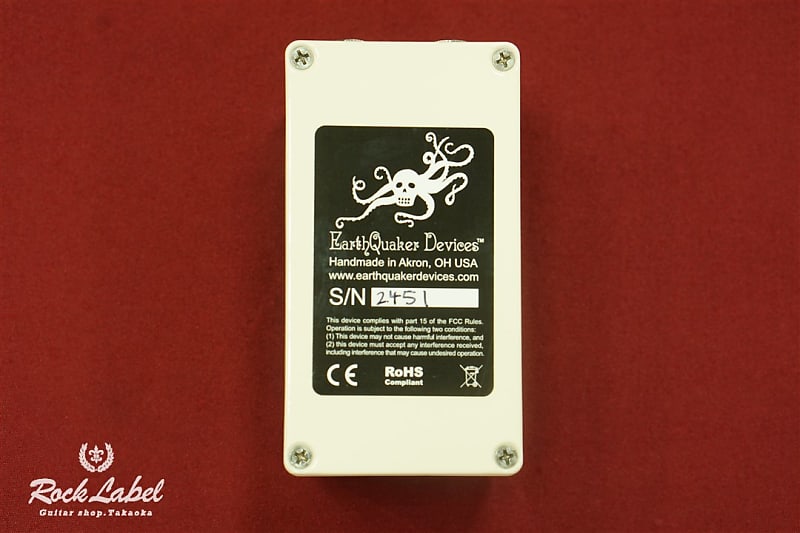 EarthQuaker Devices™
Handmade in Akron, OH USA
www.earthquakerdevices.com
S/N 2451
This device complies with part 15 of the FCC Rules.
Operation is subject to the following two conditions:
(1) This device may not cause harmful interference, and
(2) this device must accept any interference received,
including interference that may cause undesired operation.
CE RoHS
Compliant
Rock Label
Guitar shop.Takaoka